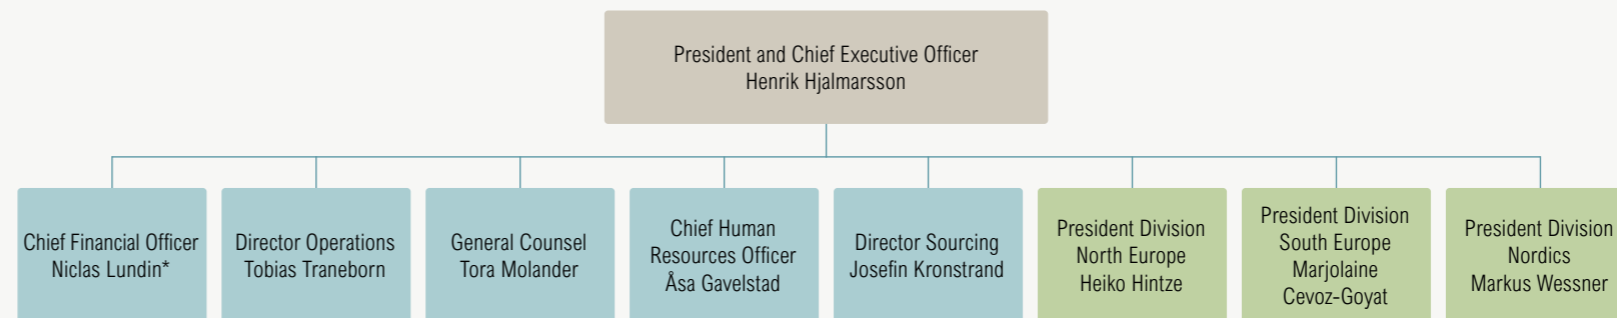 President and Chief Executive Officer
Henrik Hjalmarsson
Chief Financial Officer
Niclas Lundin*
Director Operations
Tobias Traneborn
General Counsel
Tora Molander
Chief Human
Resources Officer
Åsa Gavelstad
Director Sourcing
Josefin Kronstrand
President Division
North Europe
Heiko Hintze
President Division
South Europe
Marjolaine
Cevoz-Goyat
President Division
Nordics
Markus Wessner